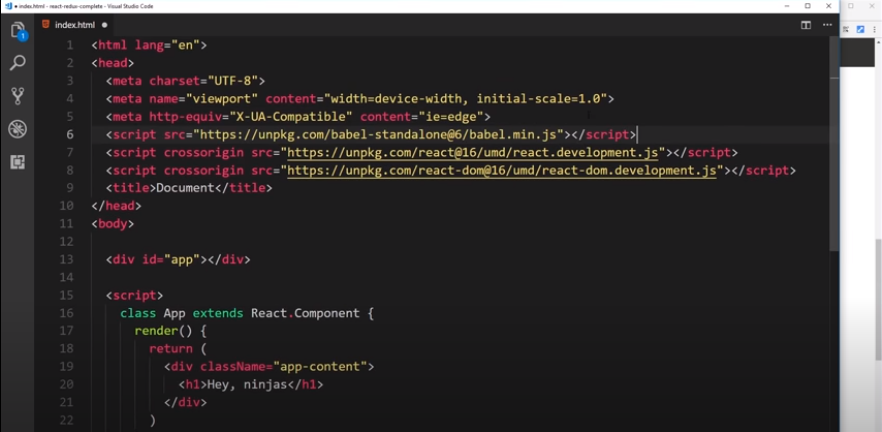 • index.html - react-redux-complete - Visual Studio Code
index.html
1 <html lang="en">
2 <head>
3 <meta charset="UTF-8">
4 <meta name="viewport" content="width=device-width, initial-scale=1.0">
5 <meta http-equiv="X-UA-Compatible" content="ie=edge">
6 <script src="https://unpkg.com/babel-standalone@6/babel.min.js"></script>
7 <script crossorigin src="https://unpkg.com/react@16/umd/react.development.js"></script>
8 <script crossorigin src="https://unpkg.com/react-dom@16/umd/react-dom.development.js"></script>
9 <title>Document</title>
10 </head>
11 <body>
12
13 <div id="app"></div>
14
15 <script>
16 class App extends React.Component {
17 render() {
18 return (
19 <div className="app-content">
20 <h1>Hey, ninjas</h1>
21 </div>
22 )
1